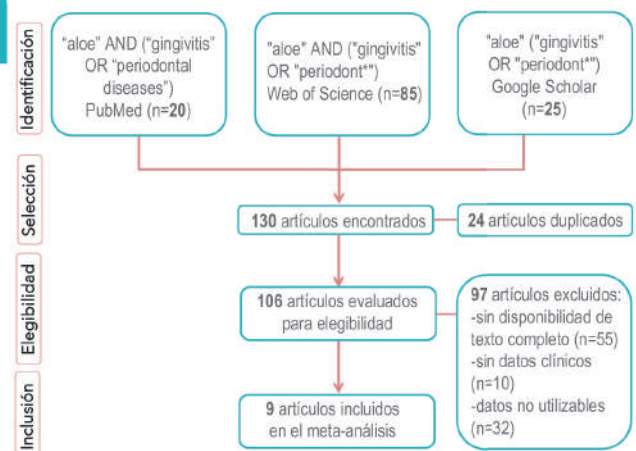 Identificación
"aloe" AND ("gingivitis"
OR "periodontal
diseases")
PubMed (n=20)
"aloe" AND ("gingivitis"
OR "periodont*")
Web of Science (n=85)
"aloe" ("gingivitis"
OR "periodont*")
Google Scholar
(n=25)
Selección
130 artículos encontrados
24 artículos duplicados
Elegibilidad
106 artículos evaluados
para elegibilidad
97 artículos excluidos:
-sin disponibilidad de
texto completo (n=55)
-sin datos clínicos
(n=10)
-datos no utilizables
(n=32)
Inclusión
9 artículos incluidos
en el meta-análisis